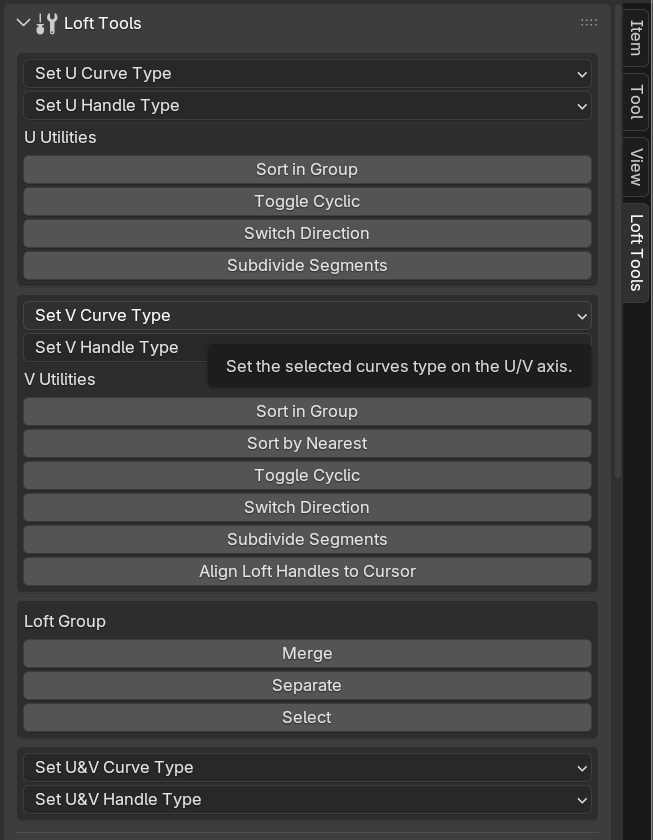 Loft Tools
Set U Curve Type
Set U Handle Type
U Utilities
Sort in Group
Toggle Cyclic
Switch Direction
Subdivide Segments
Set V Curve Type
Set V Handle Type
Set the selected curves type on the U/V axis.
V Utilities
Sort in Group
Sort by Nearest
Toggle Cyclic
Switch Direction
Subdivide Segments
Align Loft Handles to Cursor
Loft Group
Merge
Separate
Select
Set U&V Curve Type
Set U&V Handle Type
Item
Tool
View
Loft Tools